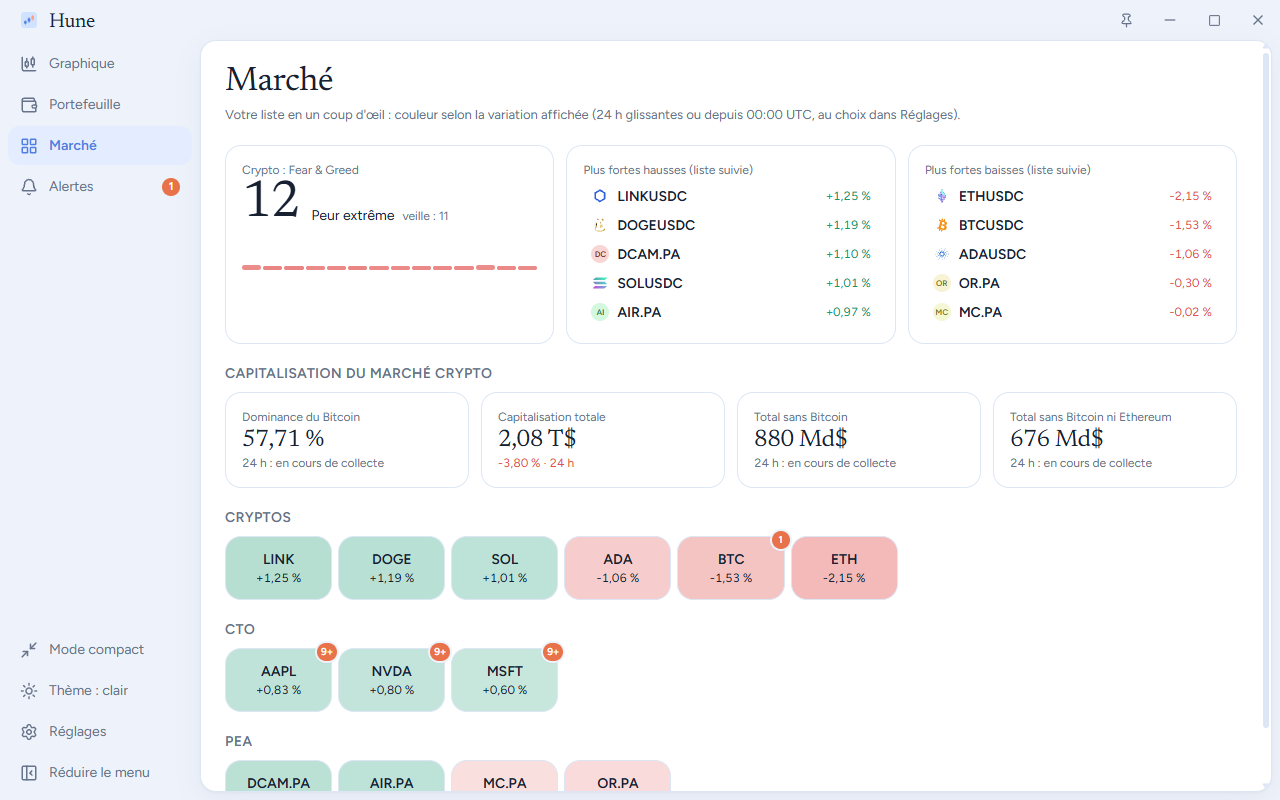 Hune
Graphique
Portefeuille
Marché
Alertes
1
Mode compact
Thème : clair
Réglages
Réduire le menu
Marché
Votre liste en un coup d'œil : couleur selon la variation affichée (24 h glissantes ou depuis 00:00 UTC, au choix dans Réglages).
Crypto : Fear & Greed
12 Peur extrême veille : 11
Plus fortes hausses (liste suivie)
LINKUSDC +1,25 %
DOGEUSDC +1,19 %
DC DCAM.PA +1,10 %
SOLUSDC +1,01 %
AI AIR.PA +0,97 %
Plus fortes baisses (liste suivie)
ETHUSDC -2,15 %
BTCUSDC -1,53 %
ADAUSDC -1,06 %
OR OR.PA -0,30 %
MC MC.PA -0,02 %
CAPITALISATION DU MARCHÉ CRYPTO
Dominance du Bitcoin
57,71 %
24 h : en cours de collecte
Capitalisation totale
2,08 T$
-3,80 % · 24 h
Total sans Bitcoin
880 Md$
24 h : en cours de collecte
Total sans Bitcoin ni Ethereum
676 Md$
24 h : en cours de collecte
CRYPTOS
LINK
+1,25 %
DOGE
+1,19 %
SOL
+1,01 %
ADA
-1,06 %
1
BTC
-1,53 %
ETH
-2,15 %
CTO
9+
AAPL
+0,83 %
9+
NVDA
+0,80 %
9+
MSFT
+0,60 %
PEA
DCAM.PA
AIR.PA
MC.PA
OR.PA